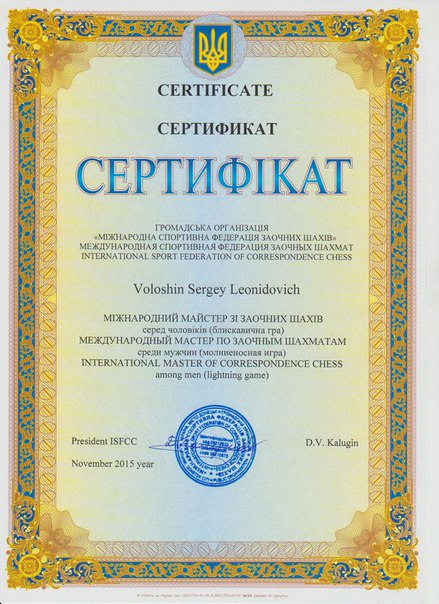 CERTIFICATE
СЕРТИФИКАТ
СЕРТИФІКАТ
ГРОМАДСЬКА ОРГАНІЗАЦІЯ
«МІЖНАРОДНА СПОРТИВНА ФЕДЕРАЦІЯ ЗАОЧНИХ ШАХІВ»
МЕЖДУНАРОДНАЯ СПОРТИВНАЯ ФЕДЕРАЦИЯ ЗАОЧНЫХ ШАХМАТ
INTERNATIONAL SPORT FEDERATION OF CORRESPONDENCE CHESS
Voloshin Sergey Leonidovich
МІЖНАРОДНИЙ МАЙСТЕР ЗІ ЗАОЧНИХ ШАХІВ
серед чоловіків (блискавична гра)
МЕЖДУНАРОДНЫЙ МАСТЕР ПО ЗАОЧНЫМ ШАХМАТАМ
среди мужчин (молниеносная игра)
INTERNATIONAL MASTER OF CORRESPONDENCE CHESS
among men (lightning game)
President ISFCC
D.V. Kalugin
November 2015 year